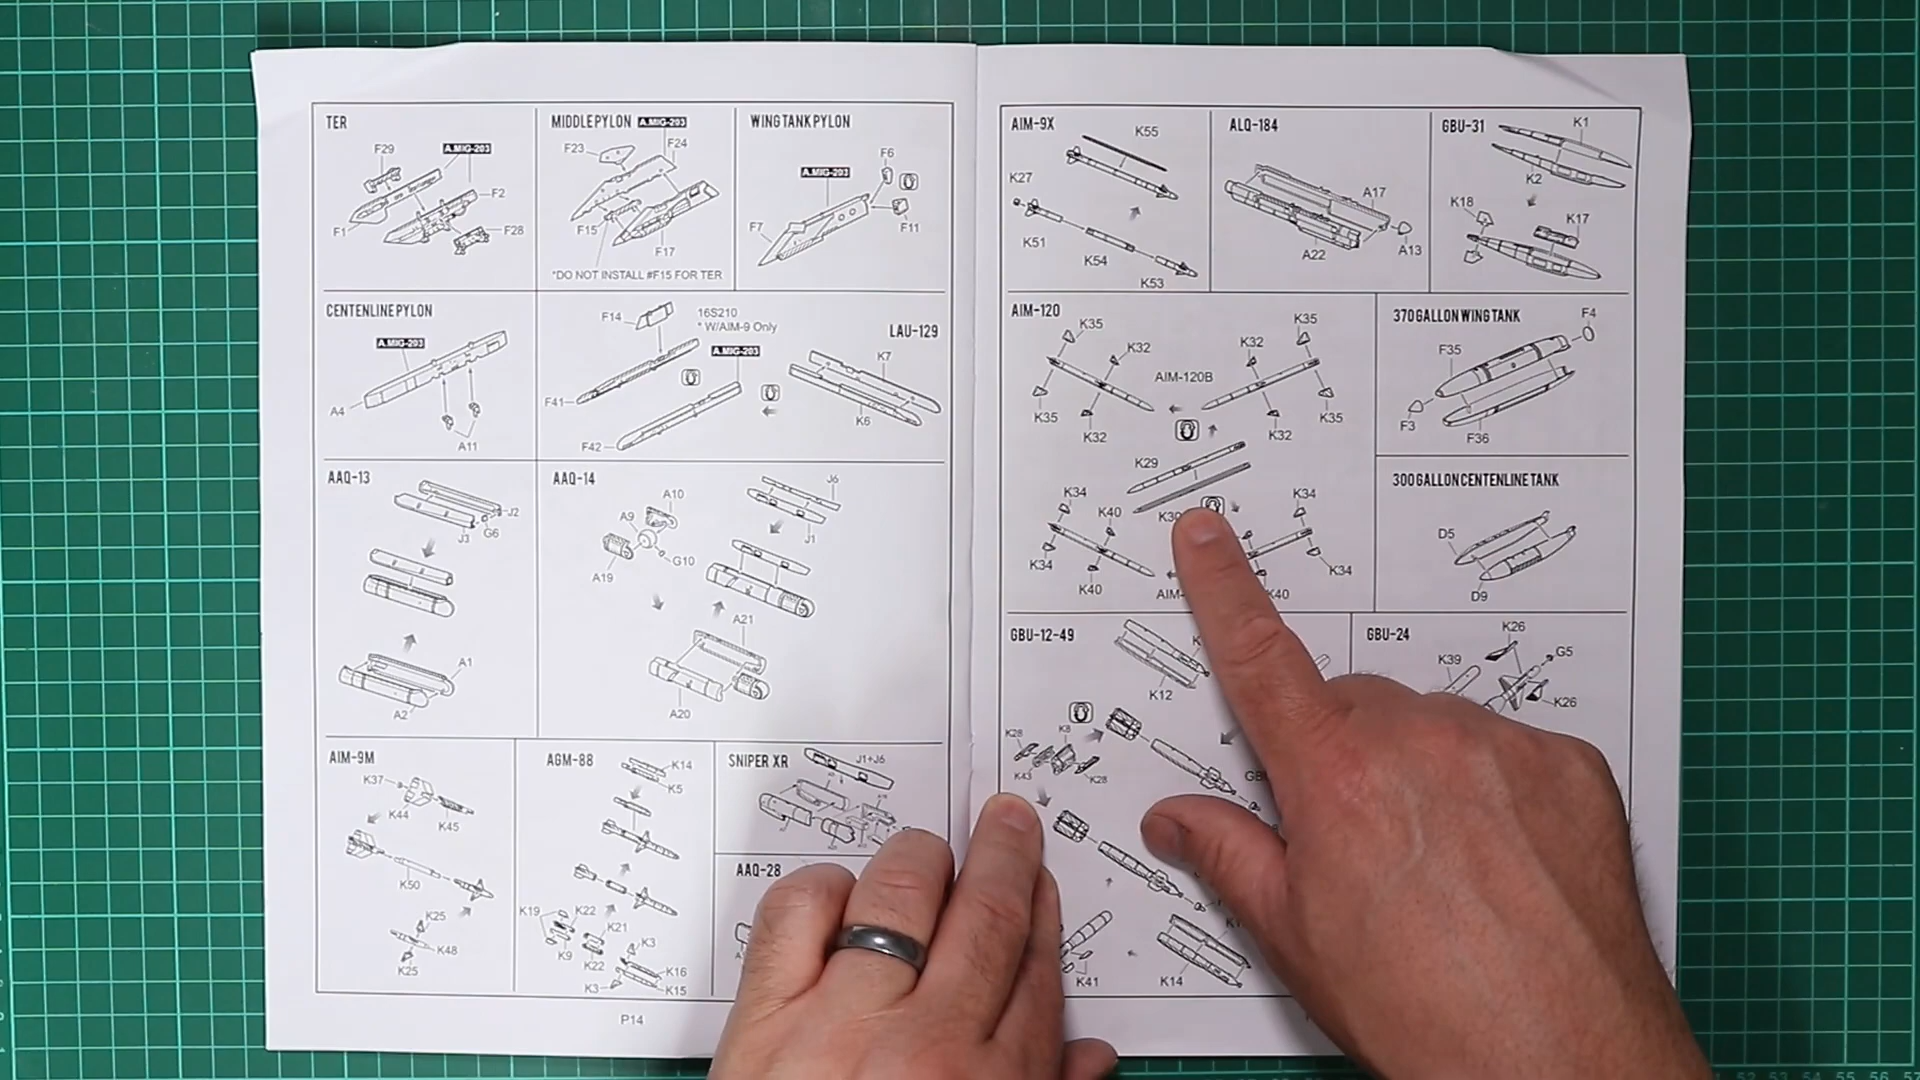 TER
F29
A.MIG-203
F2
F1
F28
MIDDLE PYLON A.MIG-203
F23
F24
F15
F17
*DO NOT INSTALL #F15 FOR TER
WING TANK PYLON
A.MIG-203
F6
F7
F11
CENTENLINE PYLON
A.MIG-203
A4
A11
F14
16S210
* W/AIM-9 Only
LAU-129
A.MIG-203
K7
F41
K6
F42
AAQ-13
J2
G6
J3
A1
A2
AAQ-14
A10
J6
A9
J1
G10
A19
A21
A20
AIM-9M
K37
K44
K45
K50
K25
K48
K25
AGM-88
K14
K5
K19
K22
K21
K3
K9
K22
K16
K3
K15
SNIPER XR
J1+J6
AAQ-28
P14
AIM-9X
K55
K27
K51
K54
K53
ALQ-184
A17
A13
A22
GBU-31
K1
K2
K18
K17
AIM-120
K35
K35
K32
K32
AIM-120B
K35
K35
K32
K32
K29
K34
K34
K40
K34
K34
K40
K40
370 GALLON WING TANK
F4
F35
F3
F36
300 GALLON CENTENLINE TANK
D5
D9
GBU-12-49
K12
K28
K8
K43
K28
K41
K14
GBU-24
K26
K39
G5
K26